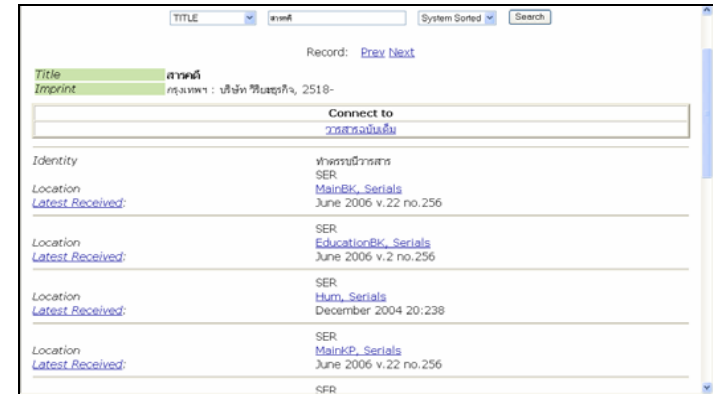 TITLE สารคดี System Sorted Search
Record: Prev Next
Title สารคดี
Imprint กรุงเทพฯ : บริษัท วิริยะธุรกิจ, 2518-
Connect to
วารสารฉบับเต็ม
Identity ทำดรรชนีวารสาร
SER
Location MainBK, Serials
Latest Received: June 2006 v.22 no.256
SER
Location EducationBK, Serials
Latest Received: June 2006 v.2 no.256
SER
Location Hum, Serials
Latest Received: December 2004 20:238
SER
Location MainKP, Serials
Latest Received: June 2006 v.22 no.256
SER